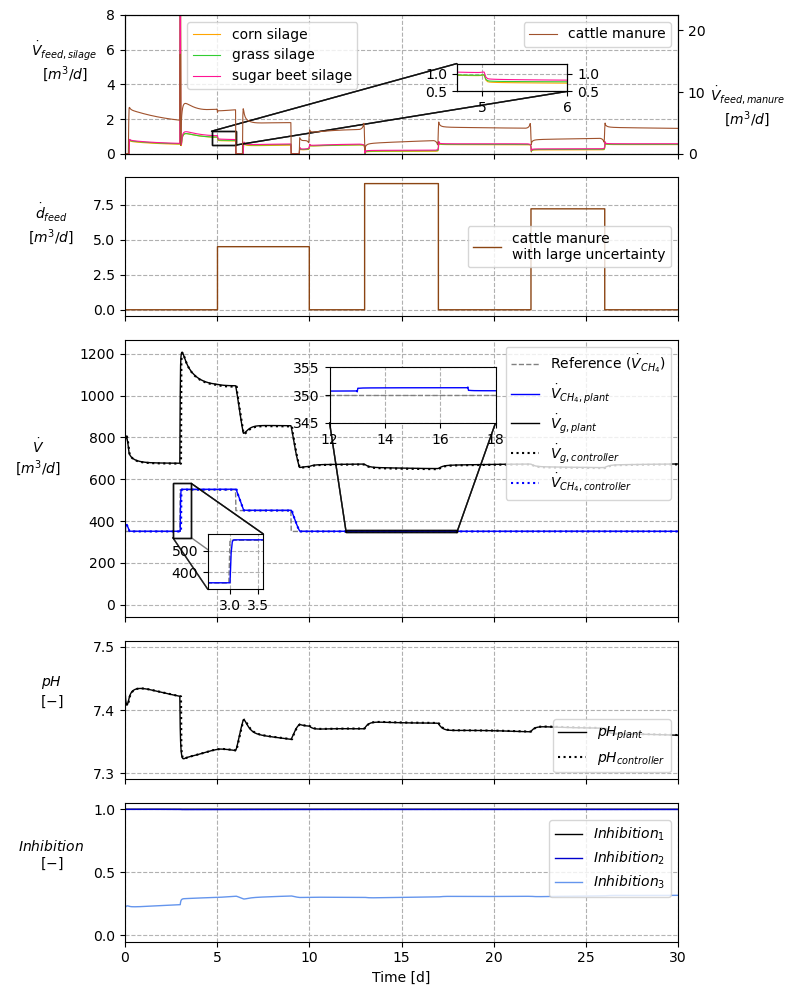 8
6
4
2
0
V̇feed, silage
[m³/d]
corn silage
grass silage
sugar beet silage
cattle manure
1.0
0.5
1.0
0.5
5
6
20
10
0
V̇feed, manure
[m³/d]
7.5
5.0
2.5
0.0
ḋfeed
[m³/d]
cattle manure
with large uncertainty
1200
1000
800
600
400
200
0
V̇
[m³/d]
355
350
345
12
14
16
18
500
400
3.0
3.5
Reference (V̇CH₄)
V̇CH₄, plant
V̇g, plant
V̇g, controller
V̇CH₄, controller
7.5
7.4
7.3
pH
[−]
pHplant
pHcontroller
1.0
0.5
0.0
Inhibition
[−]
Inhibition₁
Inhibition₂
Inhibition₃
0
5
10
15
20
25
30
Time [d]